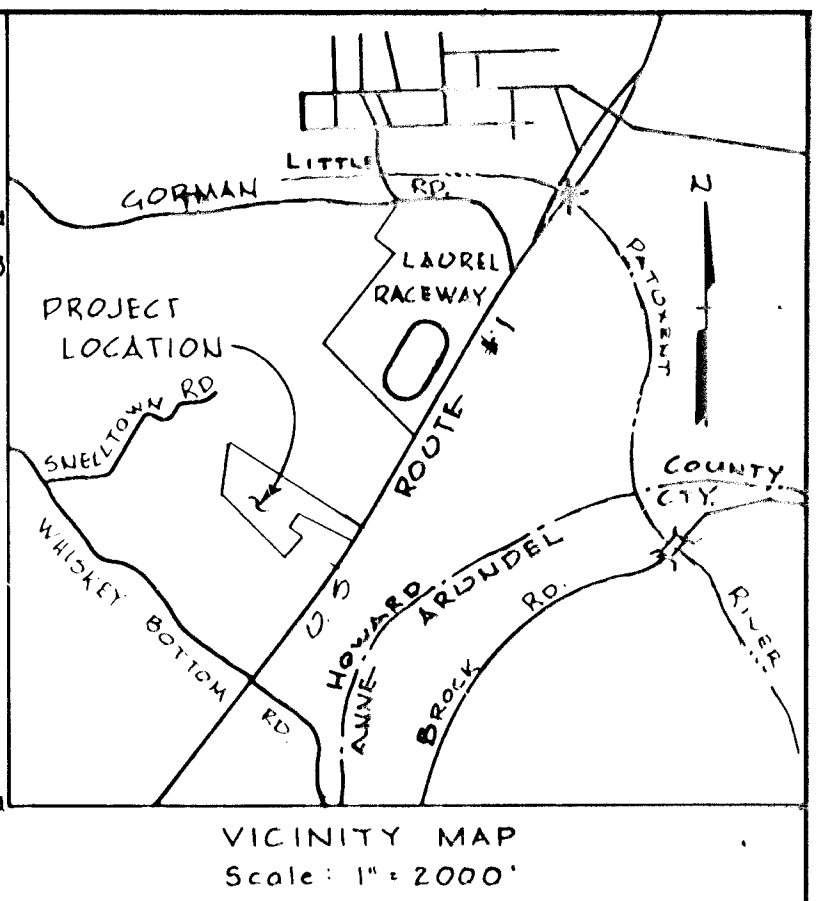 LITTLE
GORMAN RD.
N
LAUREL
RACEWAY
PATUXENT
PROJECT
LOCATION
ROUTE #1
SNELLTOWN RD
COUNTY
CTY.
WHISKEY BOTTOM RD.
U.S
HOWARD
ANNE ARUNDEL
BROCK RD.
RIVER
VICINITY MAP
Scale: 1" = 2000'